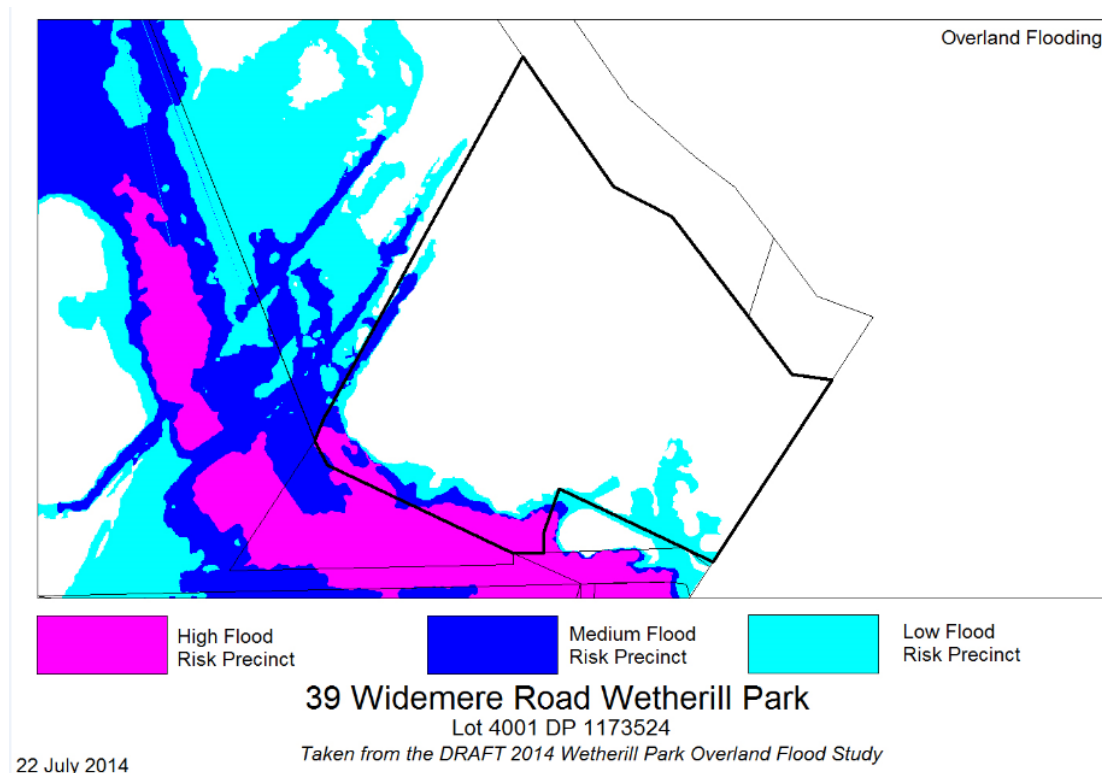 Overland Flooding
High Flood
Risk Precinct
Medium Flood
Risk Precinct
Low Flood
Risk Precinct
39 Widemere Road Wetherill Park
Lot 4001 DP 1173524
Taken from the DRAFT 2014 Wetherill Park Overland Flood Study
22 July 2014